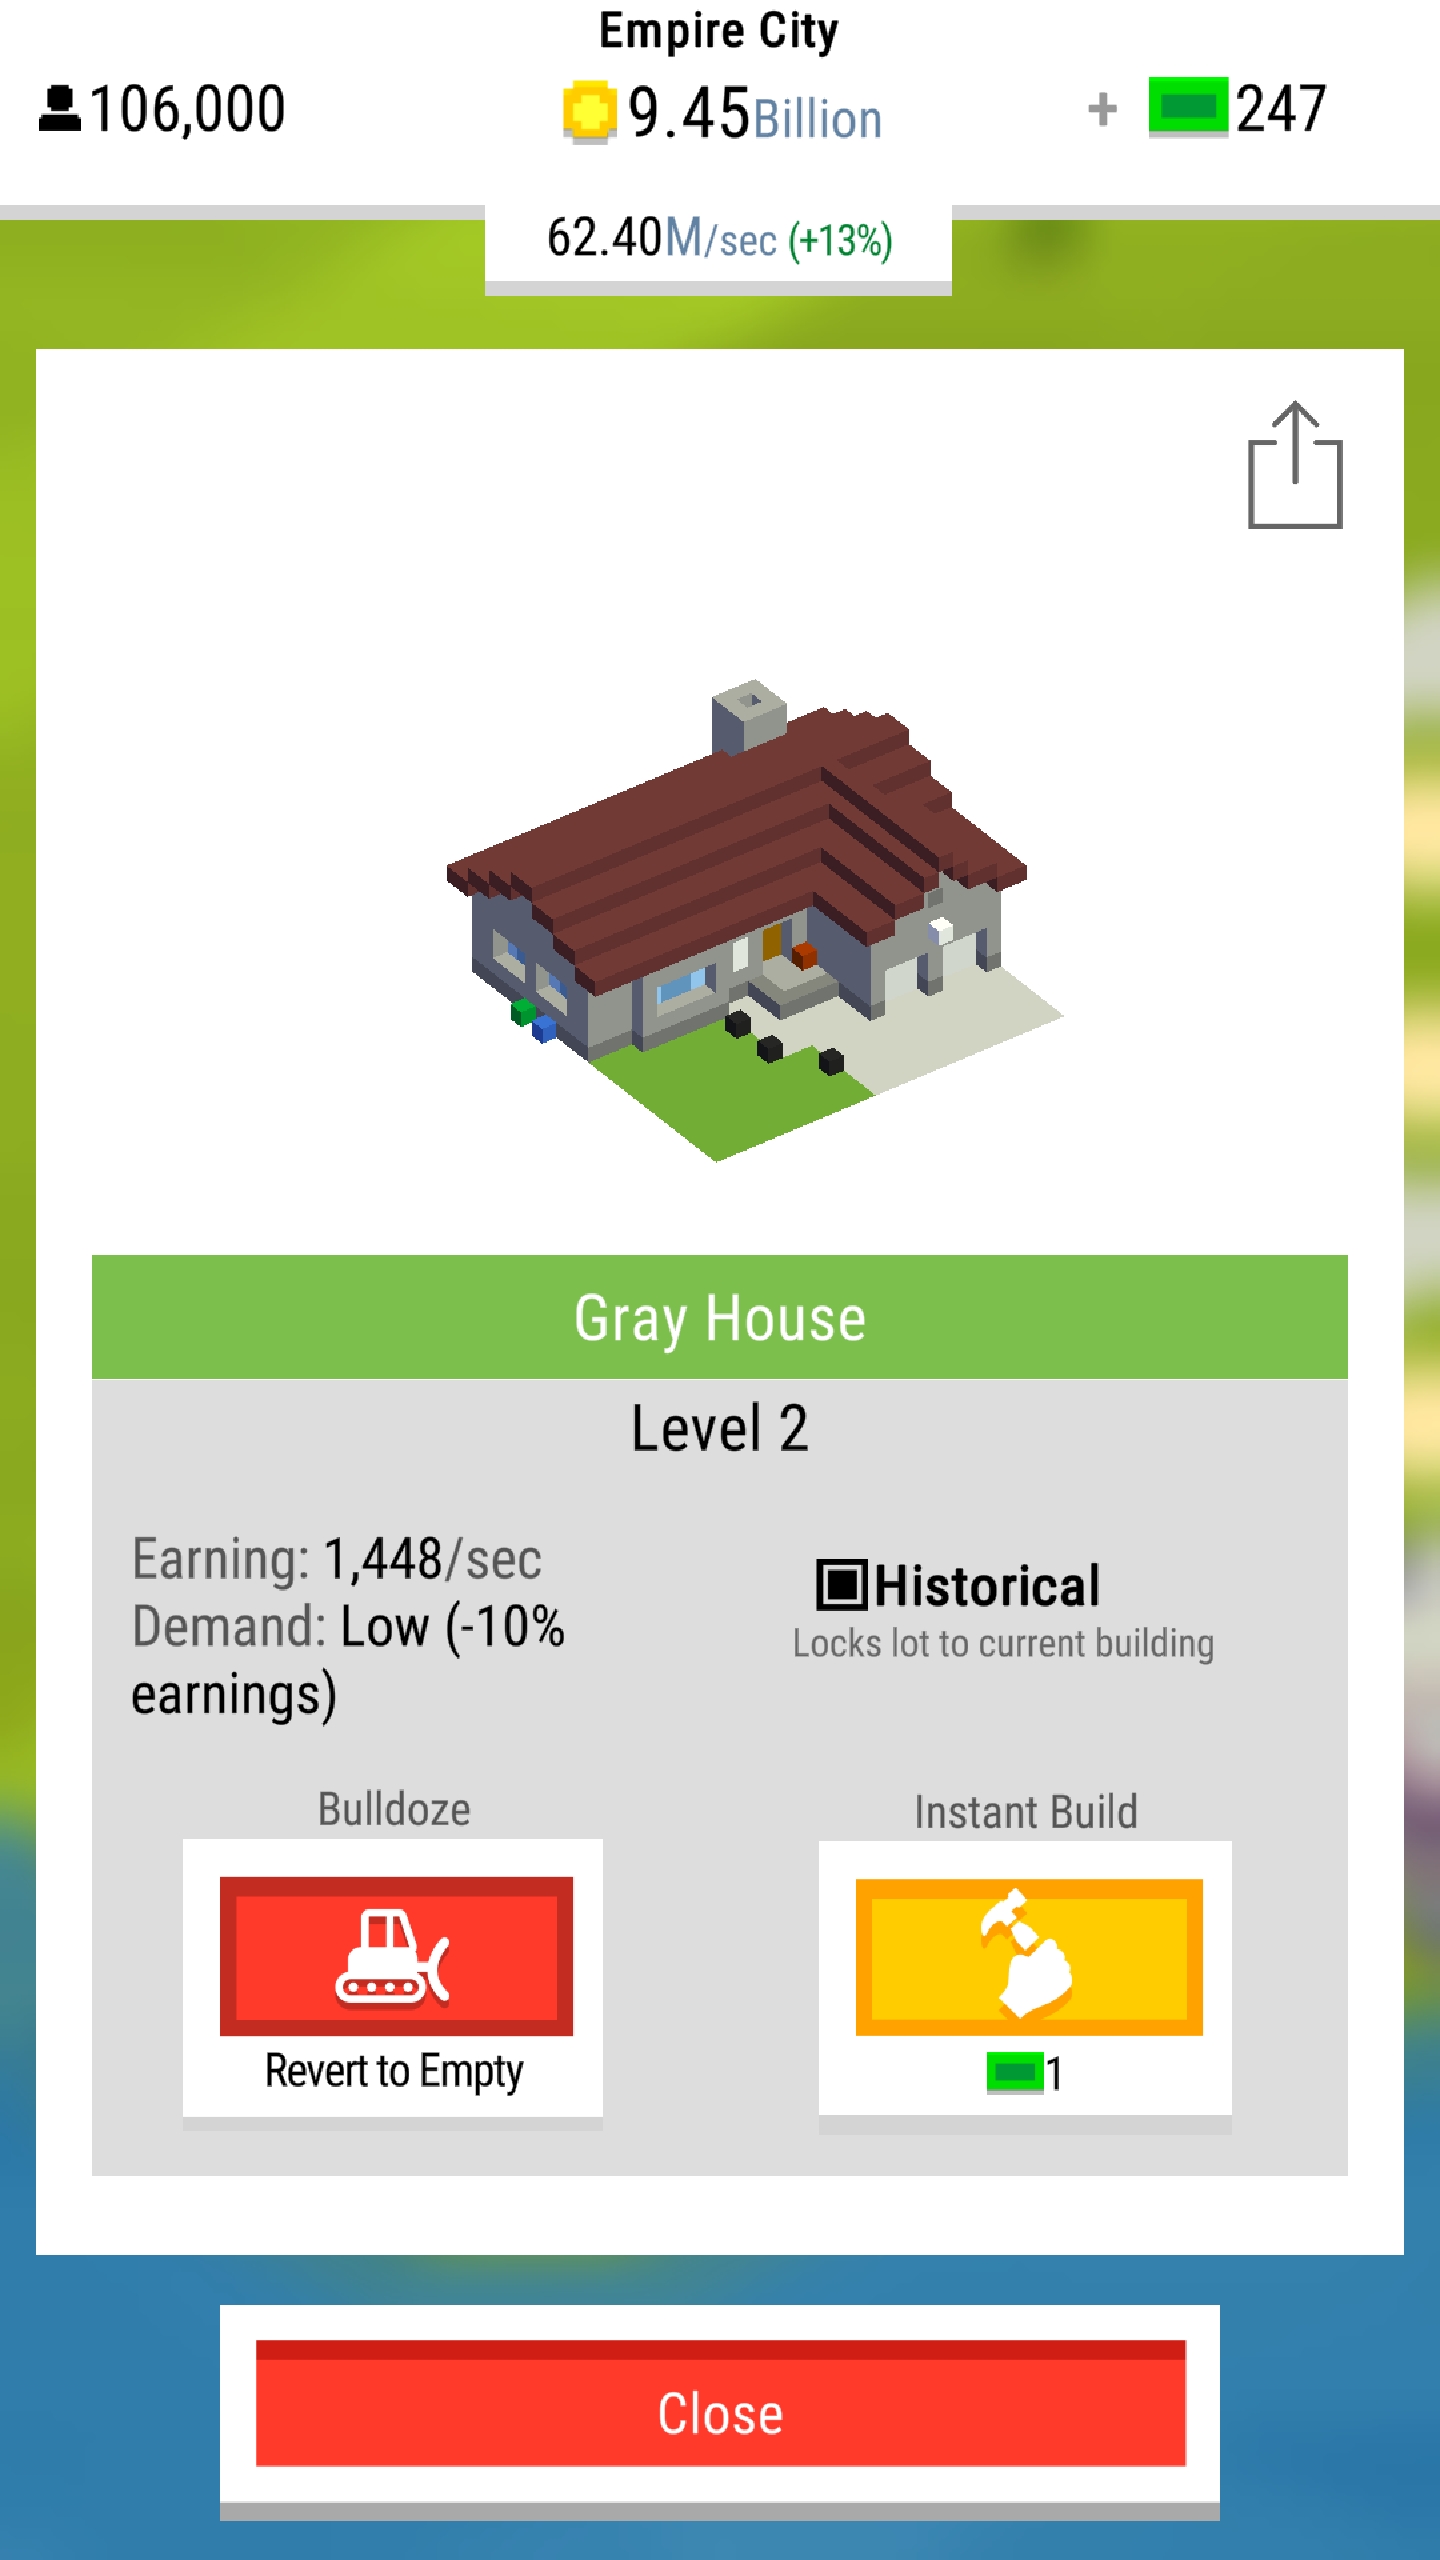 Empire City
106,000
9.45Billion
+ 247
62.40M/sec (+13%)
Gray House
Level 2
Earning: 1,448/sec
Demand: Low (-10%
earnings)
Historical
Locks lot to current building
Bulldoze
Revert to Empty
Instant Build
1
Close